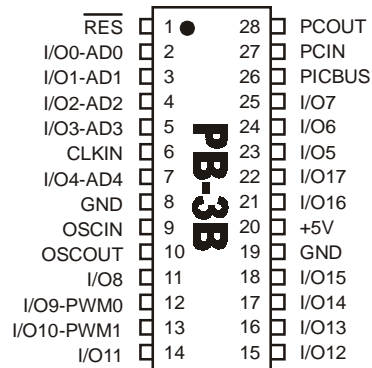 RES 1 28 PCOUT
I/O0-AD0 2 27 PCIN
I/O1-AD1 3 26 PICBUS
I/O2-AD2 4 25 I/O7
I/O3-AD3 5 24 I/O6
CLKIN 6 23 I/O5
I/O4-AD4 7 22 I/O17
GND 8 21 I/O16
OSCIN 9 20 +5V
OSCOUT 10 19 GND
I/O8 11 18 I/O15
I/O9-PWM0 12 17 I/O14
I/O10-PWM1 13 16 I/O13
I/O11 14 15 I/O12
PB-3B